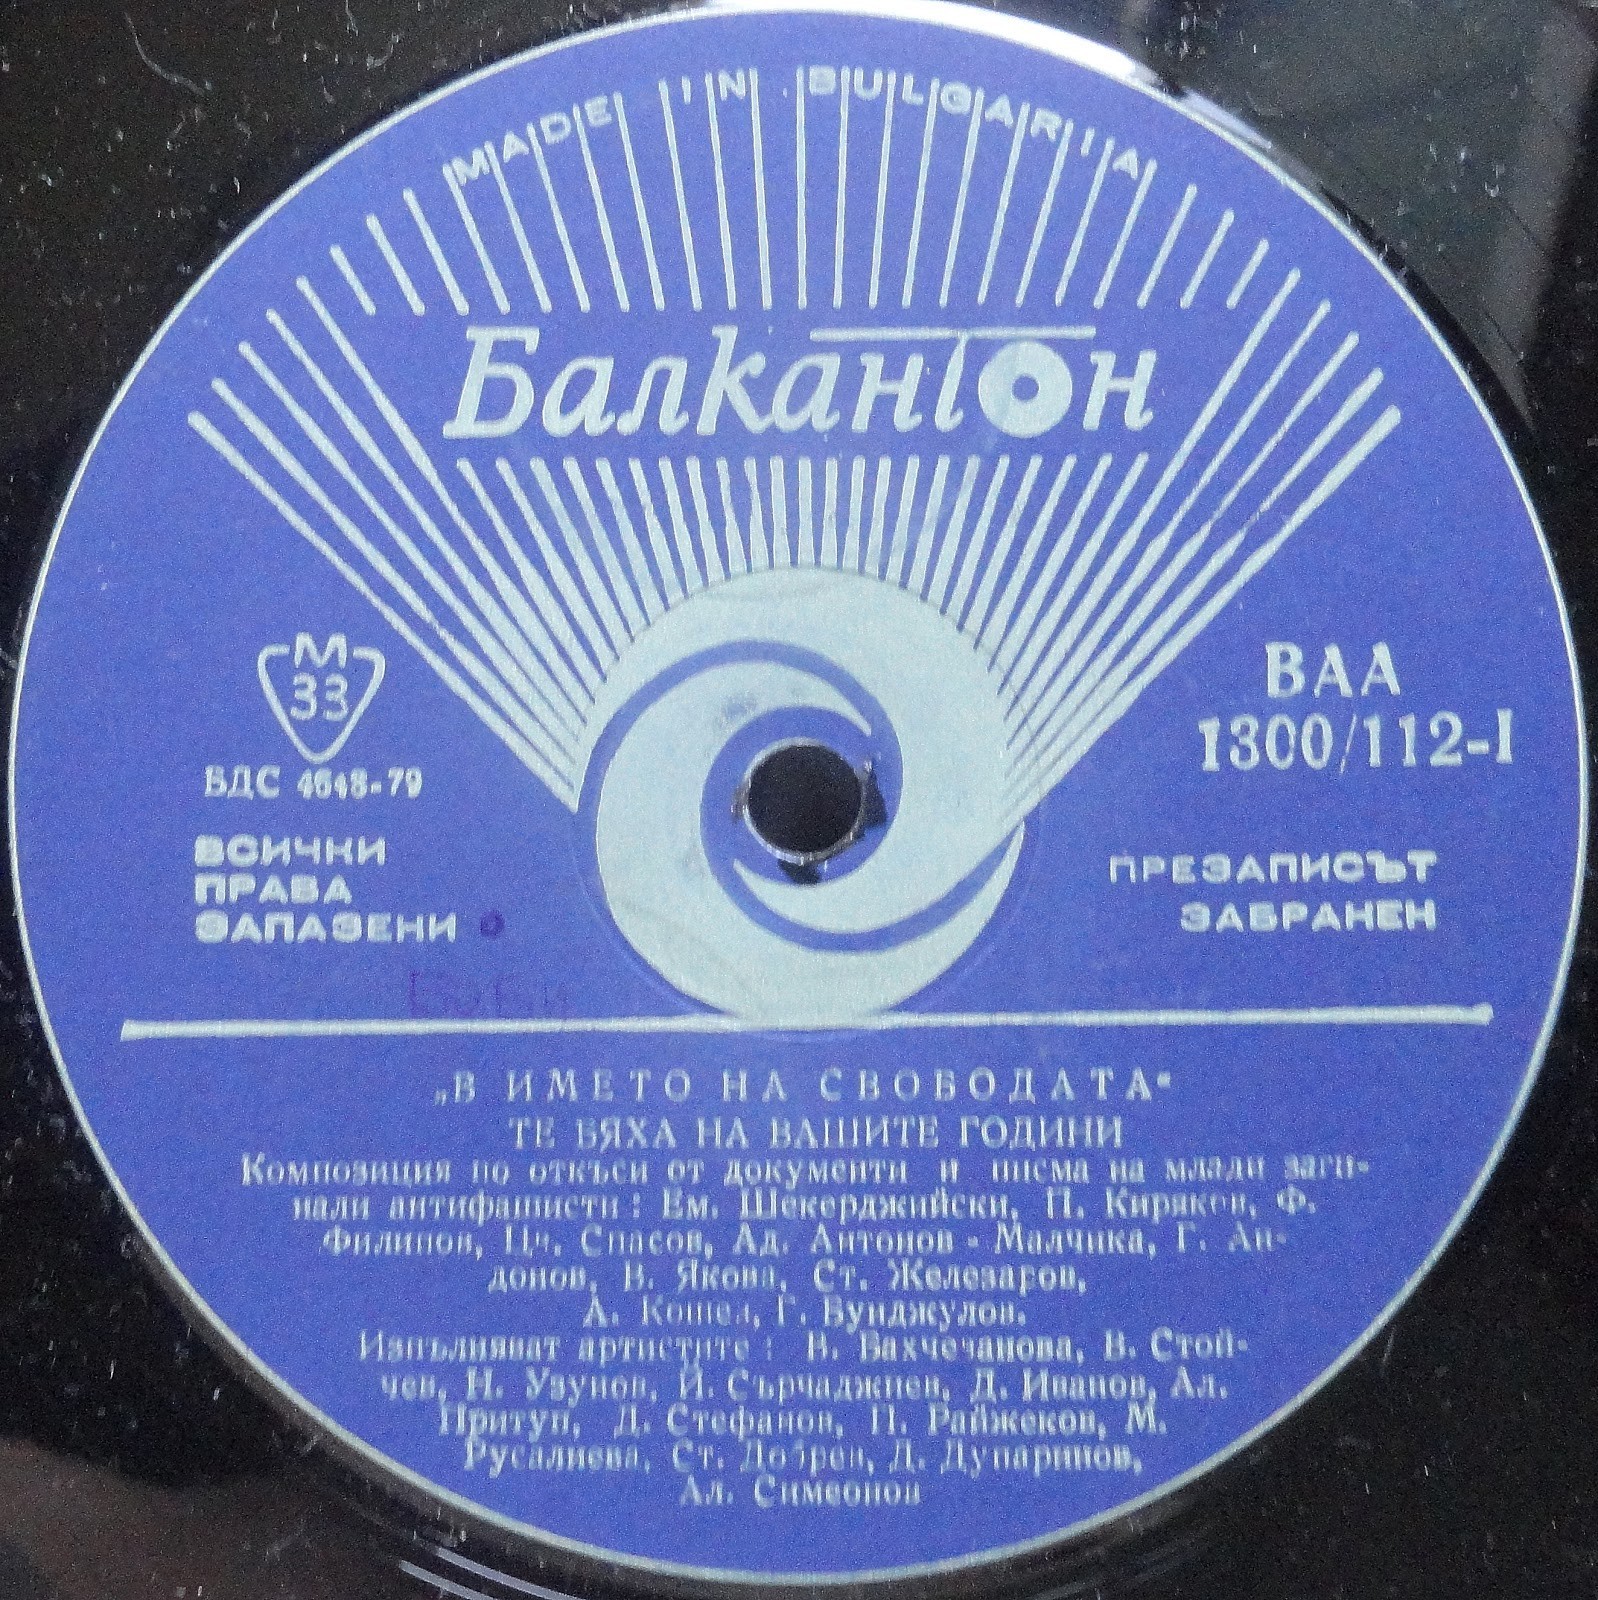 MADE IN BULGARIA
Балкантон
М
33
БДС 4648-79
ВСИЧКИ
ПРАВА
ЗАПАЗЕНИ
ВАА
1300/112-I
ПРЕЗАПИСЪТ
ЗАБРАНЕН
„В ИМЕТО НА СВОБОДАТА“
ТЕ БЯХА НА ВАШИТЕ ГОДИНИ
Композиция по откъси от документи и писма на млади заги-
нали антифашисти: Ем. Шекерджийски, П. Киряков, Ф.
Филипов, Цч. Спасов, Ад. Антонов - Малчика, Г. Ан-
донов, В. Якова, Ст. Железаров,
А. Кошел, Г. Бунджулов.
Изпълняват артистите: В. Бахчечанова, В. Стой-
чев, Н. Узунов, Й. Сърчаджиев, Д. Иванов, Ал.
Притуп, Д. Стефанов, П. Райжеков, М.
Русалиева, Ст. Добрев, Д. Дупаринов,
Ал. Симеонов